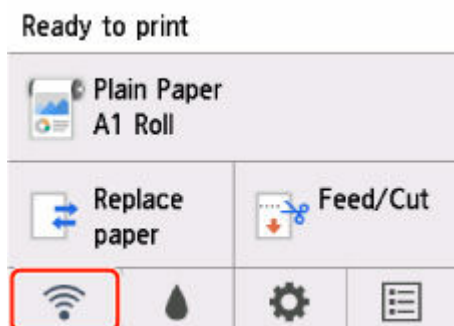 Ready to print
Plain Paper
A1 Roll
Replace
paper
Feed/Cut